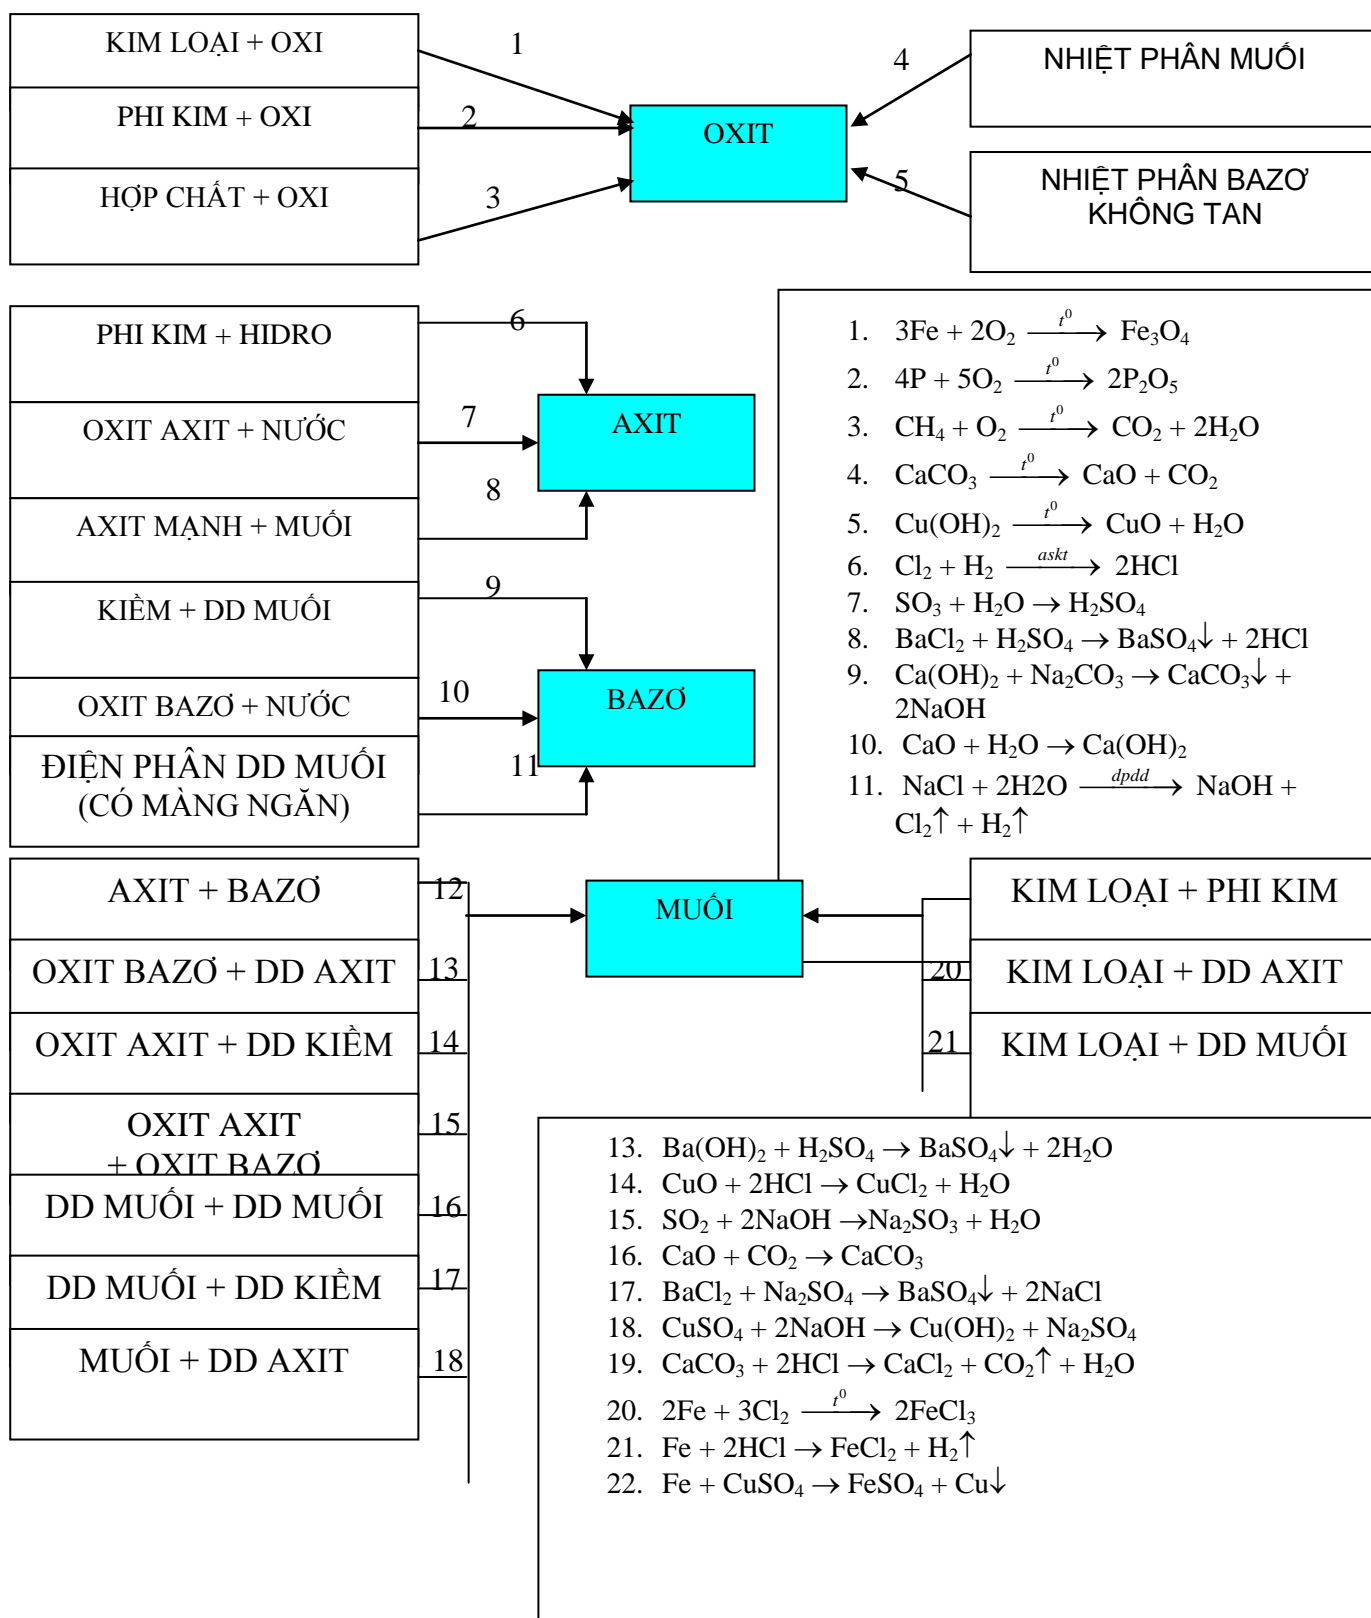 KIM LOẠI + OXI
1
PHI KIM + OXI
2
HỢP CHẤT + OXI
3
OXIT
4
NHIỆT PHÂN MUỐI
5
NHIỆT PHÂN BAZƠ
KHÔNG TAN
PHI KIM + HIDRO
6
OXIT AXIT + NƯỚC
7
AXIT MẠNH + MUỐI
8
AXIT
KIỀM + DD MUỐI
9
OXIT BAZƠ + NƯỚC
10
ĐIỆN PHÂN DD MUỐI
(CÓ MÀNG NGĂN)
11
BAZƠ
1. 3Fe + 2O₂ —t⁰→ Fe₃O₄
2. 4P + 5O₂ —t⁰→ 2P₂O₅
3. CH₄ + O₂ —t⁰→ CO₂ + 2H₂O
4. CaCO₃ —t⁰→ CaO + CO₂
5. Cu(OH)₂ —t⁰→ CuO + H₂O
6. Cl₂ + H₂ —askt→ 2HCl
7. SO₃ + H₂O → H₂SO₄
8. BaCl₂ + H₂SO₄ → BaSO₄↓ + 2HCl
9. Ca(OH)₂ + Na₂CO₃ → CaCO₃↓ +
2NaOH
10. CaO + H₂O → Ca(OH)₂
11. NaCl + 2H2O —dpdd→ NaOH +
Cl₂↑ + H₂↑
AXIT + BAZƠ
12
OXIT BAZƠ + DD AXIT
13
OXIT AXIT + DD KIỀM
14
OXIT AXIT
+ OXIT BAZƠ
15
DD MUỐI + DD MUỐI
16
DD MUỐI + DD KIỀM
17
MUỐI + DD AXIT
18
MUỐI
KIM LOẠI + PHI KIM
20
KIM LOẠI + DD AXIT
21
KIM LOẠI + DD MUỐI
13. Ba(OH)₂ + H₂SO₄ → BaSO₄↓ + 2H₂O
14. CuO + 2HCl → CuCl₂ + H₂O
15. SO₂ + 2NaOH →Na₂SO₃ + H₂O
16. CaO + CO₂ → CaCO₃
17. BaCl₂ + Na₂SO₄ → BaSO₄↓ + 2NaCl
18. CuSO₄ + 2NaOH → Cu(OH)₂ + Na₂SO₄
19. CaCO₃ + 2HCl → CaCl₂ + CO₂↑ + H₂O
20. 2Fe + 3Cl₂ —t⁰→ 2FeCl₃
21. Fe + 2HCl → FeCl₂ + H₂↑
22. Fe + CuSO₄ → FeSO₄ + Cu↓